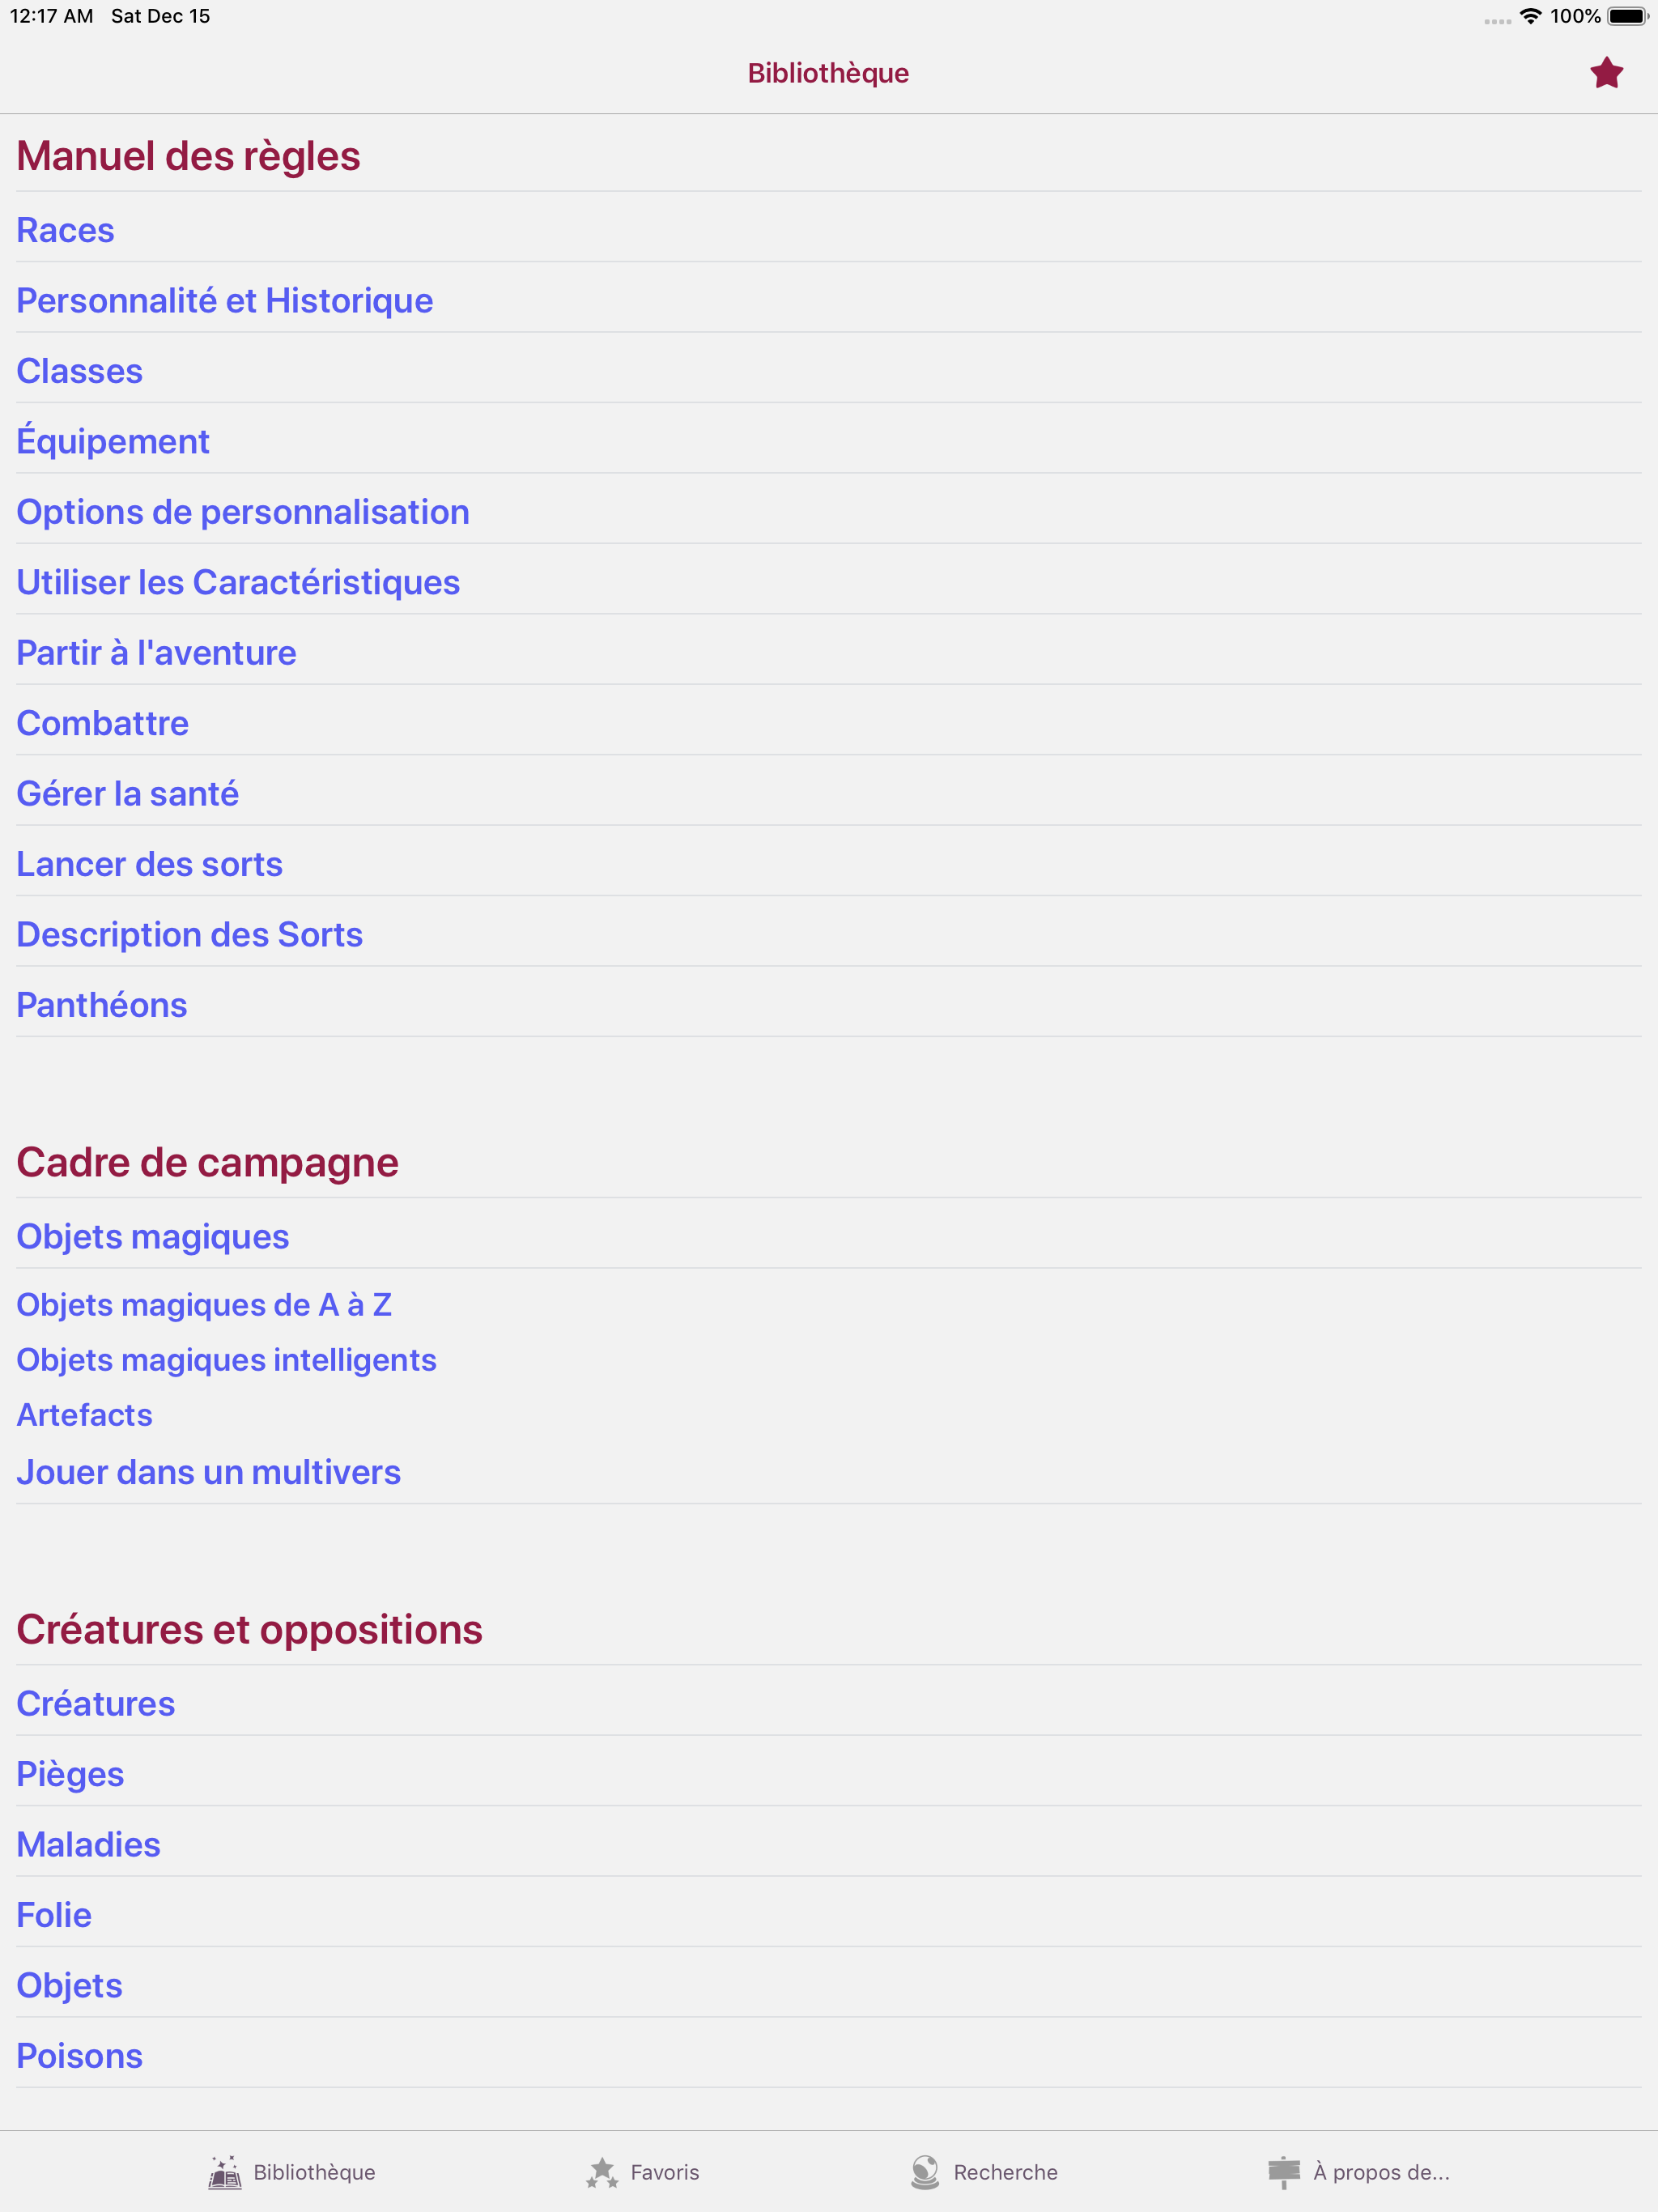 12:17 AM Sat Dec 15
100%
Bibliothèque
Manuel des règles
Races
Personnalité et Historique
Classes
Équipement
Options de personnalisation
Utiliser les Caractéristiques
Partir à l'aventure
Combattre
Gérer la santé
Lancer des sorts
Description des Sorts
Panthéons
Cadre de campagne
Objets magiques
Objets magiques de A à Z
Objets magiques intelligents
Artefacts
Jouer dans un multivers
Créatures et oppositions
Créatures
Pièges
Maladies
Folie
Objets
Poisons
Bibliothèque
Favoris
Recherche
À propos de...